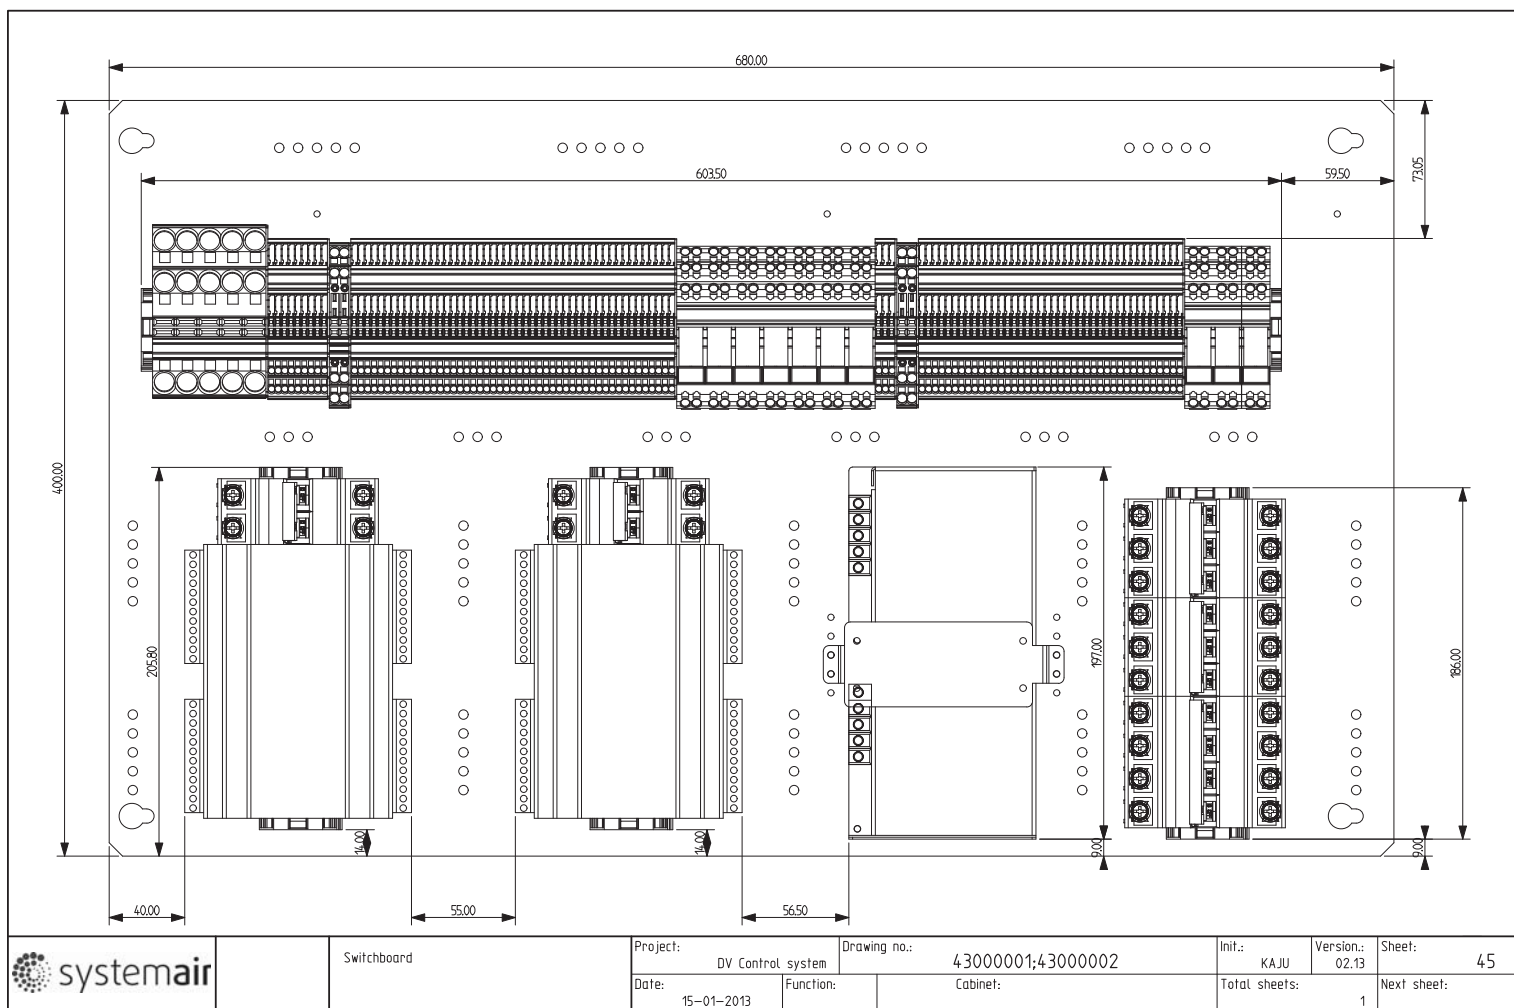 680.00
603.50
59.50
73.05
400.00
205.80
197.00
186.00
14.00
14.00
9.00
9.00
40.00
55.00
56.50
systemair
Switchboard
Project:
DV Control system
Drawing no.:
43000001;43000002
Init.:
KAJU
Version.:
02.13
Sheet:
45
Date:
15-01-2013
Function:
Cabinet:
Total sheets:
1
Next sheet: